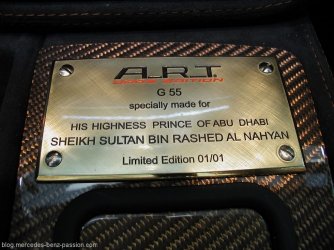 A.R.T.
G 55
specially made for
HIS HIGHNESS PRINCE OF ABU DHABI
SHEIKH SULTAN BIN RASHED AL NAHYAN
Limited Edition 01/01
blog.mercedes-benz-passion.com